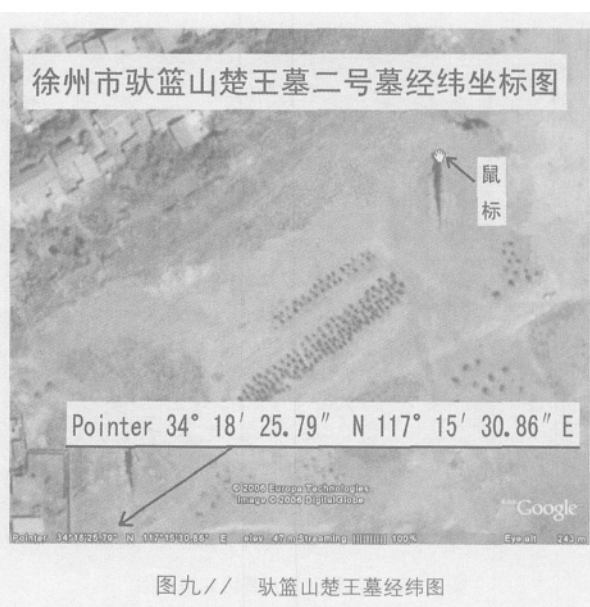 徐州市驮篮山楚王墓二号墓经纬坐标图
鼠
标
Pointer 34° 18′ 25.79″ N 117° 15′ 30.86″ E
© 2006 Europa Technologies
Image © 2006 DigitalGlobe
Google
Pointer 34°18'25.79" N 117°15'30.86" E elev 47 m Streaming |||||||||| 100% Eye alt 243 m
图九// 驮篮山楚王墓经纬图